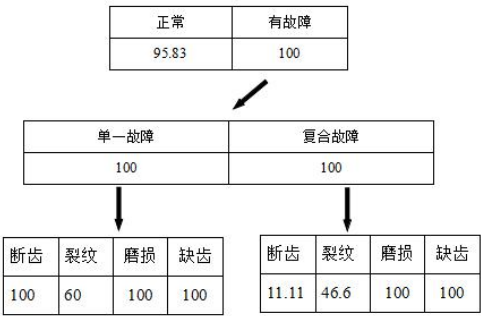 正常 有故障
95.83 100
单一故障 复合故障
100 100
断齿 裂纹 磨损 缺齿
100 60 100 100
断齿 裂纹 磨损 缺齿
11.11 46.6 100 100